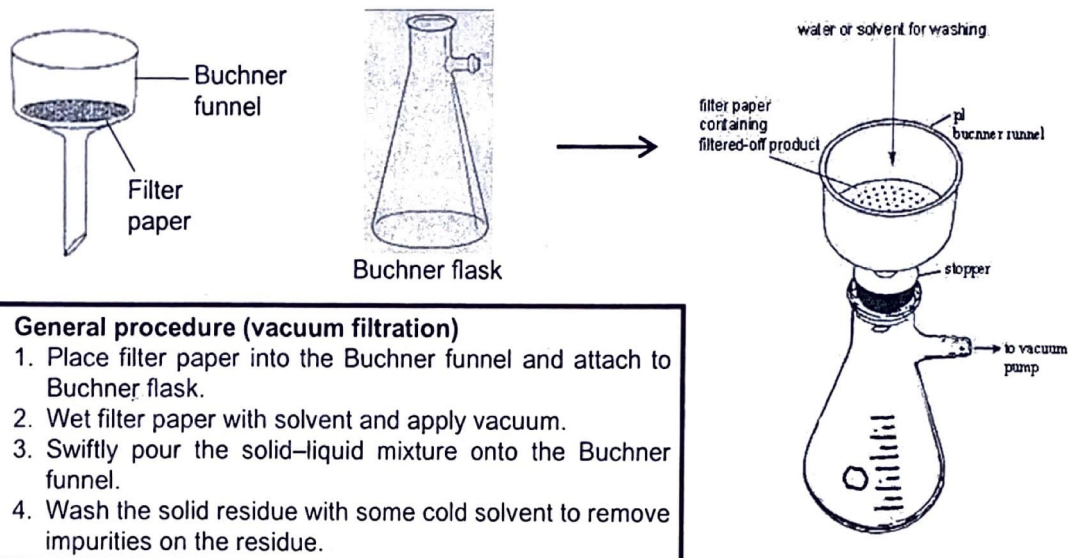 Buchner
funnel
Filter
paper
Buchner flask
water or solvent for washing
filter paper
containing
filtered-off product
pl
bucnner runnel
stopper
to vacuum
pump
General procedure (vacuum filtration)
1. Place filter paper into the Buchner funnel and attach to
Buchner flask.
2. Wet filter paper with solvent and apply vacuum.
3. Swiftly pour the solid–liquid mixture onto the Buchner
funnel.
4. Wash the solid residue with some cold solvent to remove
impurities on the residue.